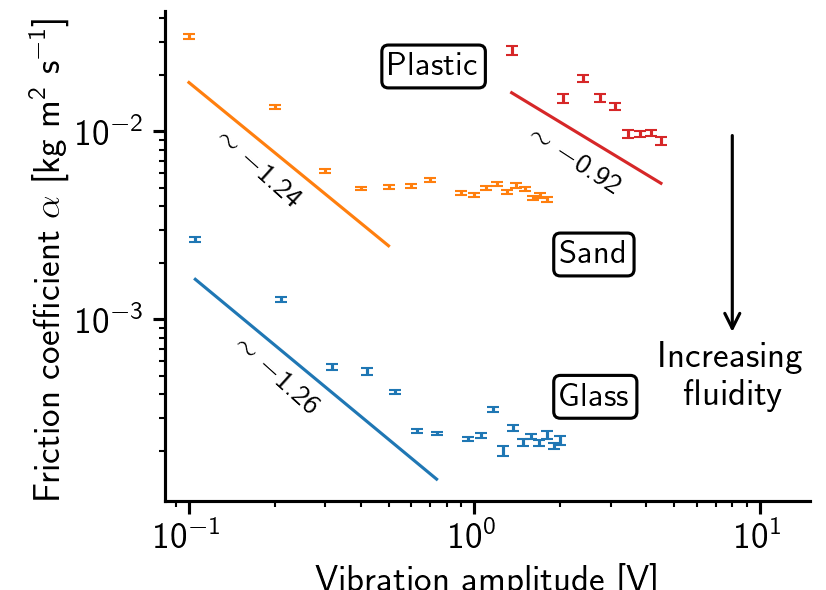 Friction coefficient α [kg m² s⁻¹]
10⁻²
10⁻³
Plastic
∼ −0.92
∼ −1.24
Sand
∼ −1.26
Glass
Increasing
fluidity
10⁻¹
10⁰
10¹
Vibration amplitude [V]